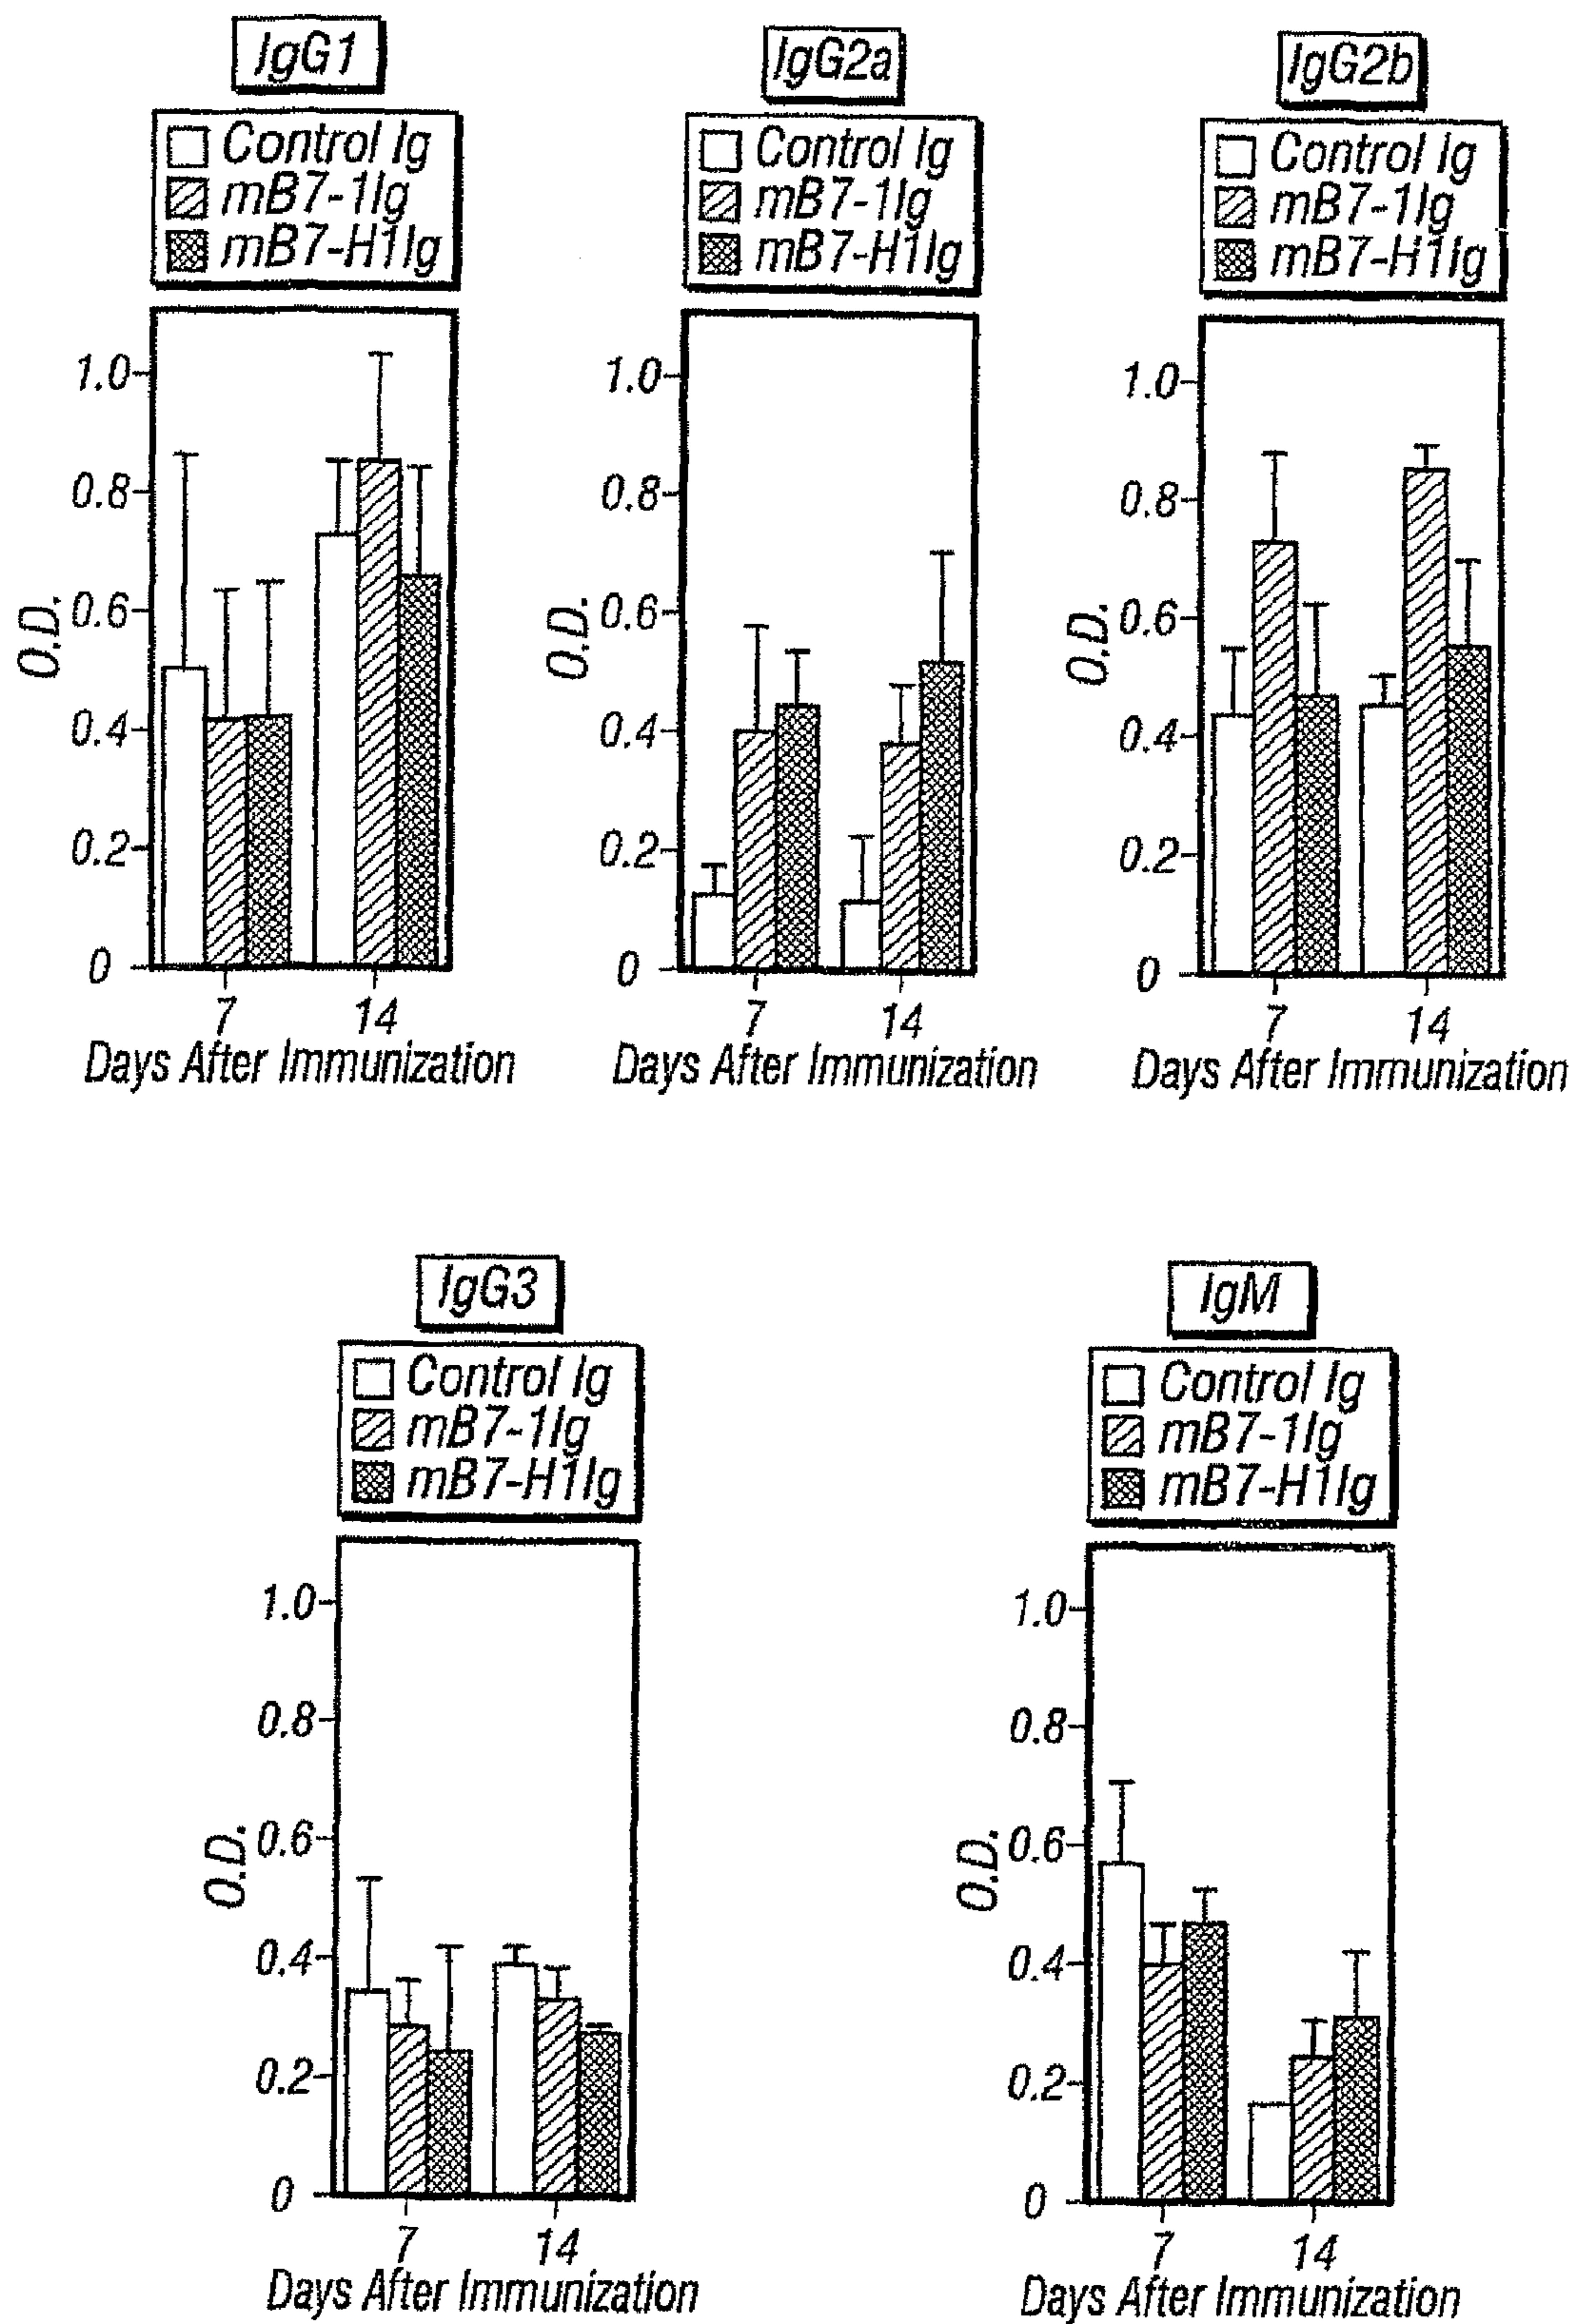 IgG1
Control Ig
mB7-1Ig
mB7-H1Ig
1.0
0.8
0.6
0.4
0.2
0
O.D.
7 14
Days After Immunization
IgG2a
Control Ig
mB7-1Ig
mB7-H1Ig
1.0
0.8
0.6
0.4
0.2
0
O.D.
7 14
Days After Immunization
IgG2b
Control Ig
mB7-1Ig
mB7-H1Ig
1.0
0.8
0.6
0.4
0.2
0
O.D.
7 14
Days After Immunization
IgG3
Control Ig
mB7-1Ig
mB7-H1Ig
1.0
0.8
0.6
0.4
0.2
0
O.D.
7 14
Days After Immunization
IgM
Control Ig
mB7-1Ig
mB7-H1Ig
1.0
0.8
0.6
0.4
0.2
0
O.D.
7 14
Days After Immunization